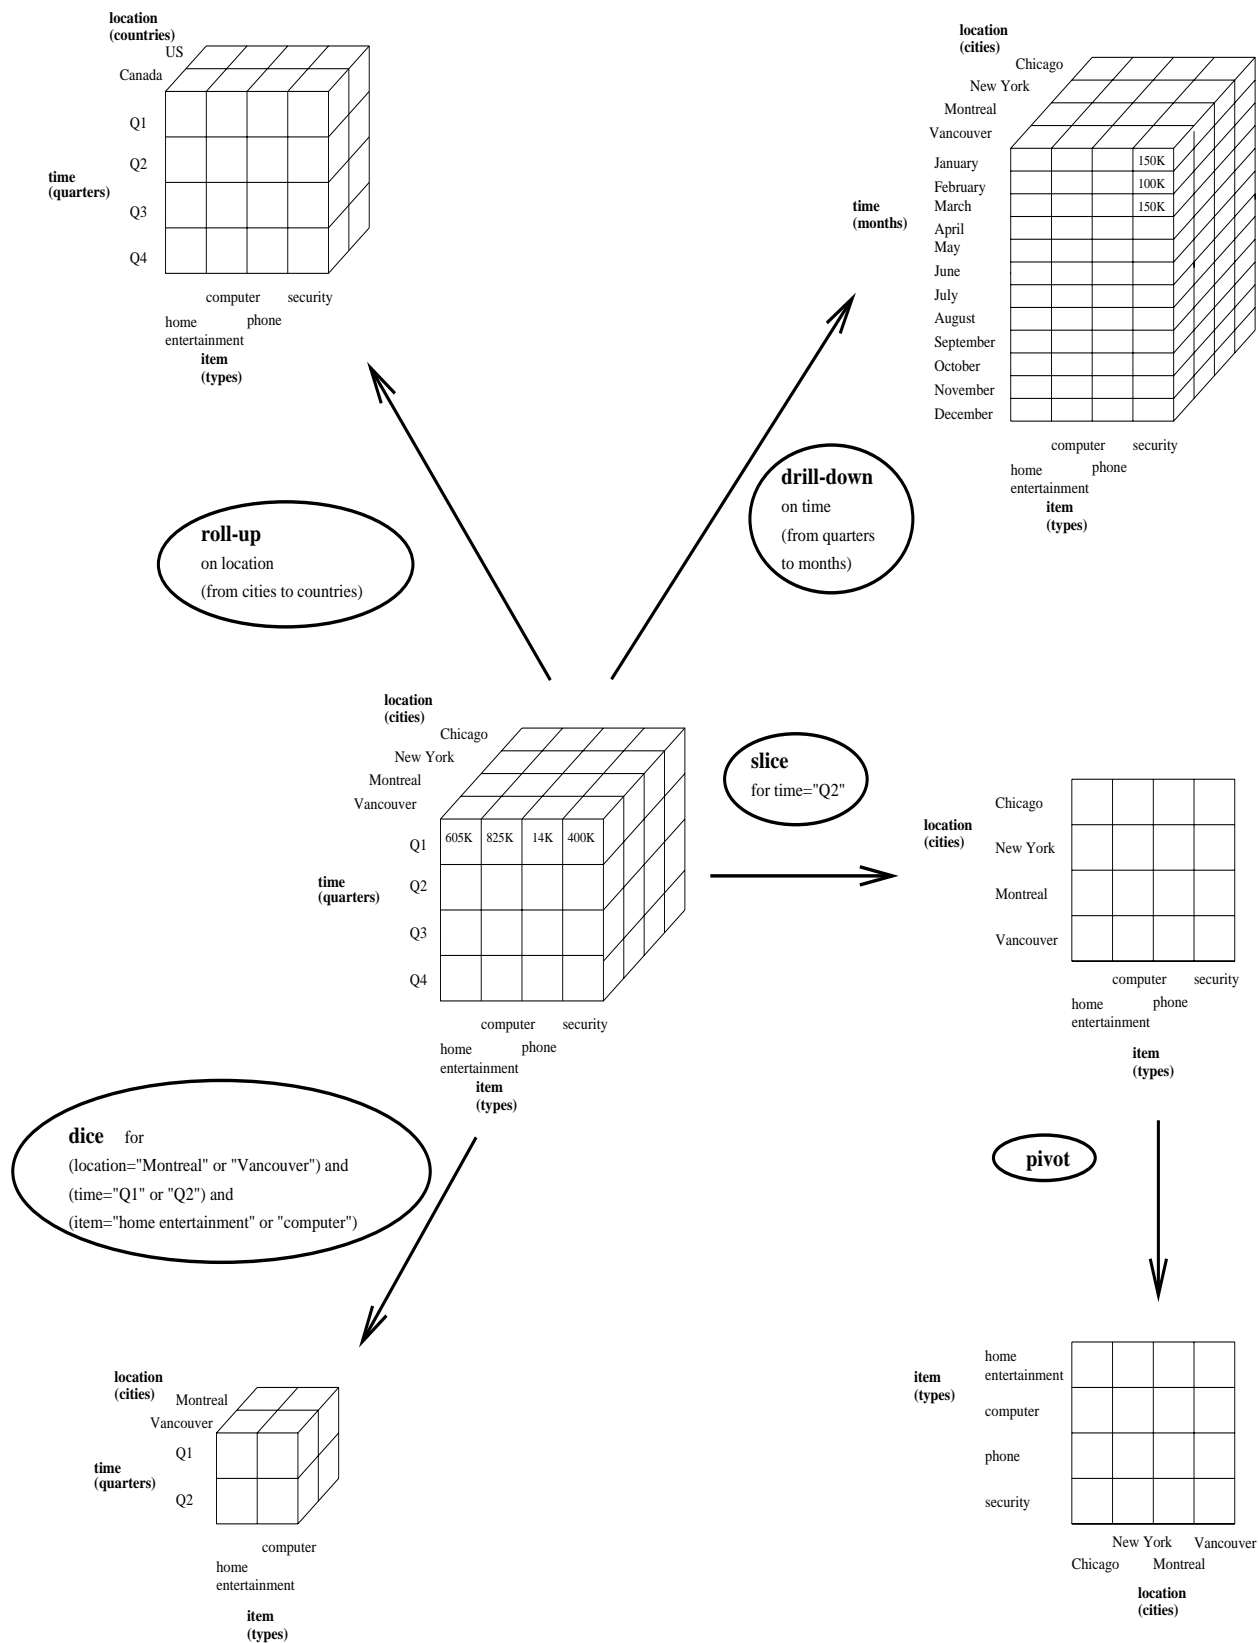 location
(countries)
US
Canada
Q1
Q2
time
(quarters)
Q3
Q4
computer security
home phone
entertainment
item
(types)
location
(cities)
Chicago
New York
Montreal
Vancouver
January 150K
February 100K
March 150K
time
(months)
April
May
June
July
August
September
October
November
December
computer security
home phone
entertainment
item
(types)
roll-up
on location
(from cities to countries)
drill-down
on time
(from quarters
to months)
location
(cities)
Chicago
New York
Montreal
Vancouver
Q1 605K 825K 14K 400K
Q2
time
(quarters)
Q3
Q4
computer security
home phone
entertainment
item
(types)
slice
for time="Q2"
Chicago
location
(cities)
New York
Montreal
Vancouver
computer security
home phone
entertainment
item
(types)
dice for
(location="Montreal" or "Vancouver") and
(time="Q1" or "Q2") and
(item="home entertainment" or "computer")
pivot
location
(cities)
Montreal
Vancouver
Q1
time
(quarters)
Q2
computer
home
entertainment
item
(types)
home
entertainment
item
(types)
computer
phone
security
New York Vancouver
Chicago Montreal
location
(cities)